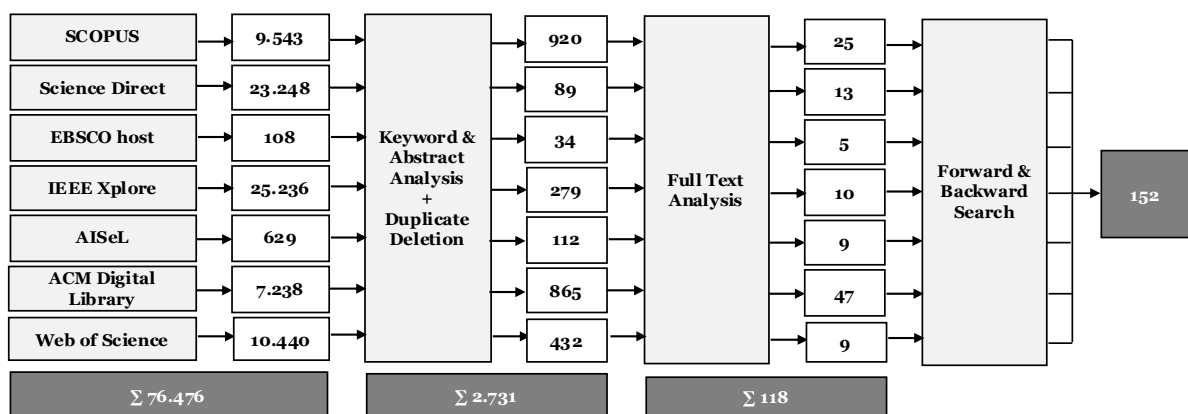 SCOPUS
9.543
920
25
Science Direct
23.248
89
13
EBSCO host
108
34
5
IEEE Xplore
25.236
279
10
AISeL
629
112
9
ACM Digital
Library
7.238
865
47
Web of Science
10.440
432
9
Keyword &
Abstract
Analysis
+
Duplicate
Deletion
Full Text
Analysis
Forward &
Backward
Search
152
∑ 76.476
∑ 2.731
∑ 118